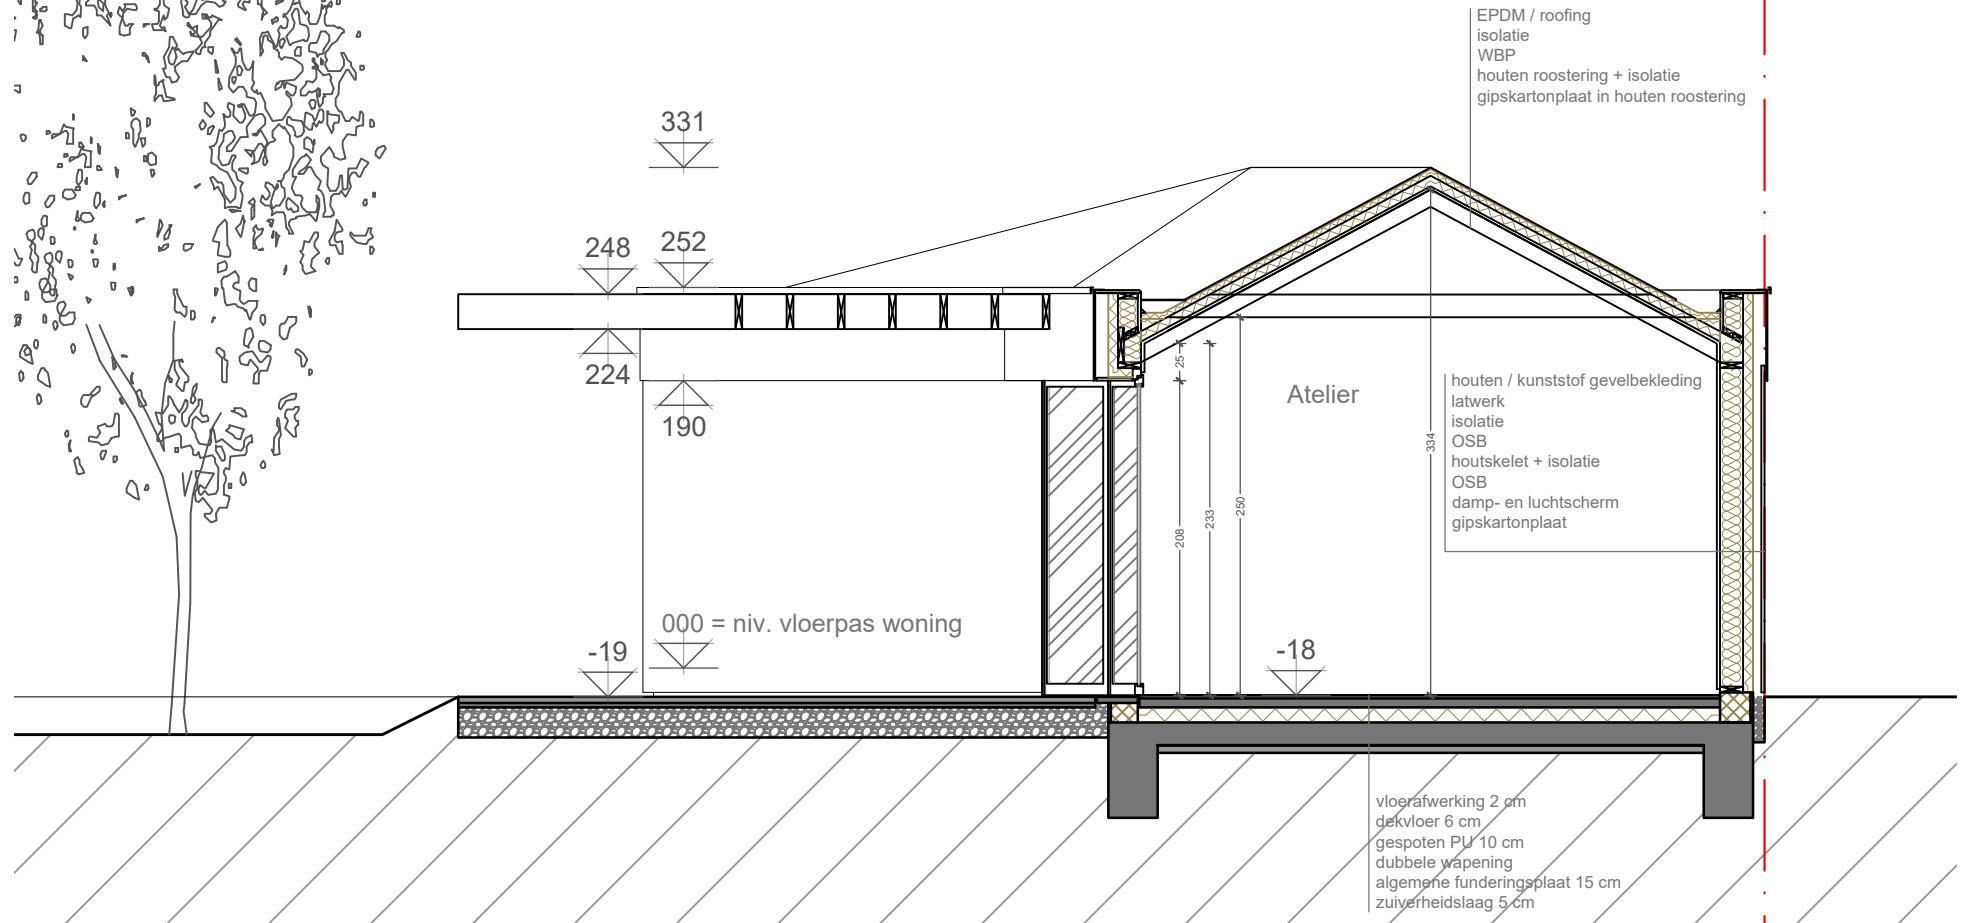 EPDM / roofing
isolatie
WBP
houten roostering + isolatie
gipskartonplaat in houten roostering
331
248
252
224
190
25
208
233
250
334
Atelier
houten / kunststof gevelbekleding
latwerk
isolatie
OSB
houtskelet + isolatie
OSB
damp- en luchtscherm
gipskartonplaat
000 = niv. vloerpas woning
-19
-18
vloerafwerking 2 cm
dekvloer 6 cm
gespoten PU 10 cm
dubbele wapening
algemene funderingsplaat 15 cm
zuiverheidslaag 5 cm